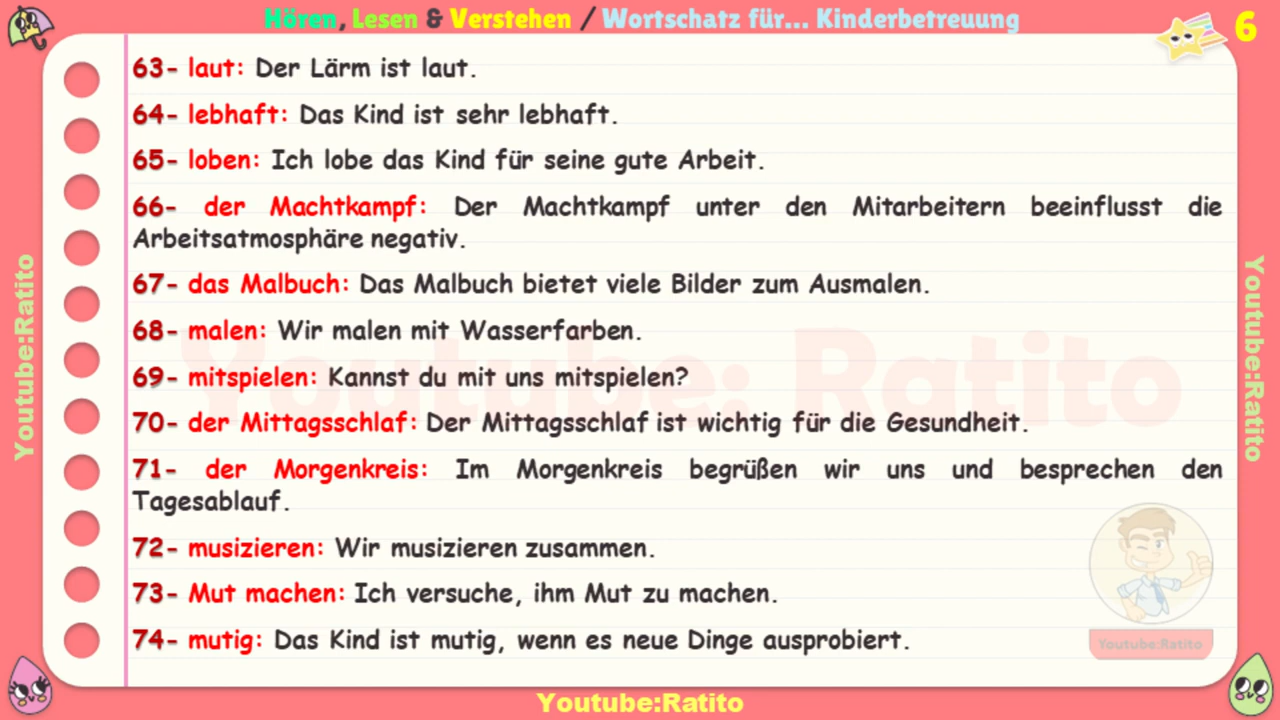 Hören, Lesen & Verstehen / Wortschatz für... Kinderbetreuung
6
63- laut: Der Lärm ist laut.
64- lebhaft: Das Kind ist sehr lebhaft.
65- loben: Ich lobe das Kind für seine gute Arbeit.
66- der Machtkampf: Der Machtkampf unter den Mitarbeitern beeinflusst die
Arbeitsatmosphäre negativ.
67- das Malbuch: Das Malbuch bietet viele Bilder zum Ausmalen.
68- malen: Wir malen mit Wasserfarben.
69- mitspielen: Kannst du mit uns mitspielen?
70- der Mittagsschlaf: Der Mittagsschlaf ist wichtig für die Gesundheit.
71- der Morgenkreis: Im Morgenkreis begrüßen wir uns und besprechen den
Tagesablauf.
72- musizieren: Wir musizieren zusammen.
73- Mut machen: Ich versuche, ihm Mut zu machen.
74- mutig: Das Kind ist mutig, wenn es neue Dinge ausprobiert.
Youtube: Ratito
Youtube:Ratito
Youtube:Ratito
Youtube:Ratito
Youtube:Ratito